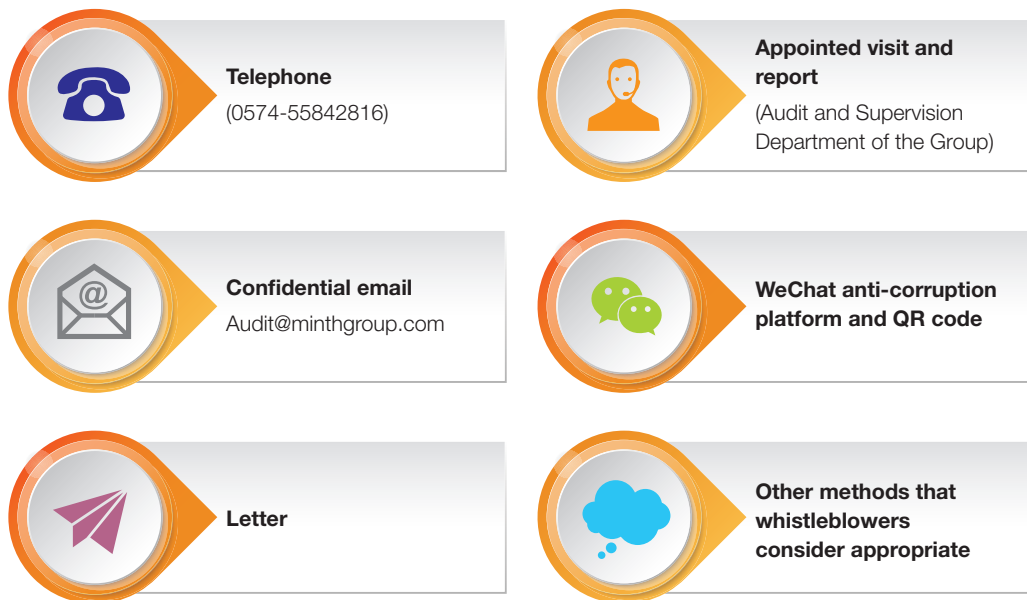 Telephone
(0574-55842816)
Appointed visit and
report
(Audit and Supervision
Department of the Group)
@
Confidential email
Audit@minthgroup.com
WeChat anti-corruption
platform and QR code
Letter
Other methods that
whistleblowers
consider appropriate